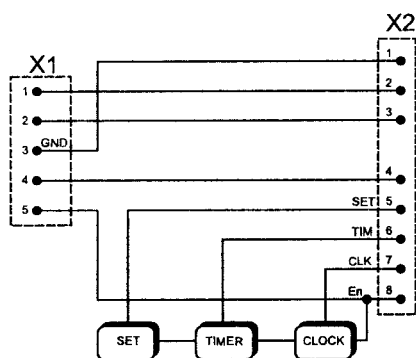 X1
X2
1
2
3 GND
4
5
1
2
3
4
SET 5
TIM 6
CLK 7
En 8
SET
TIMER
CLOCK